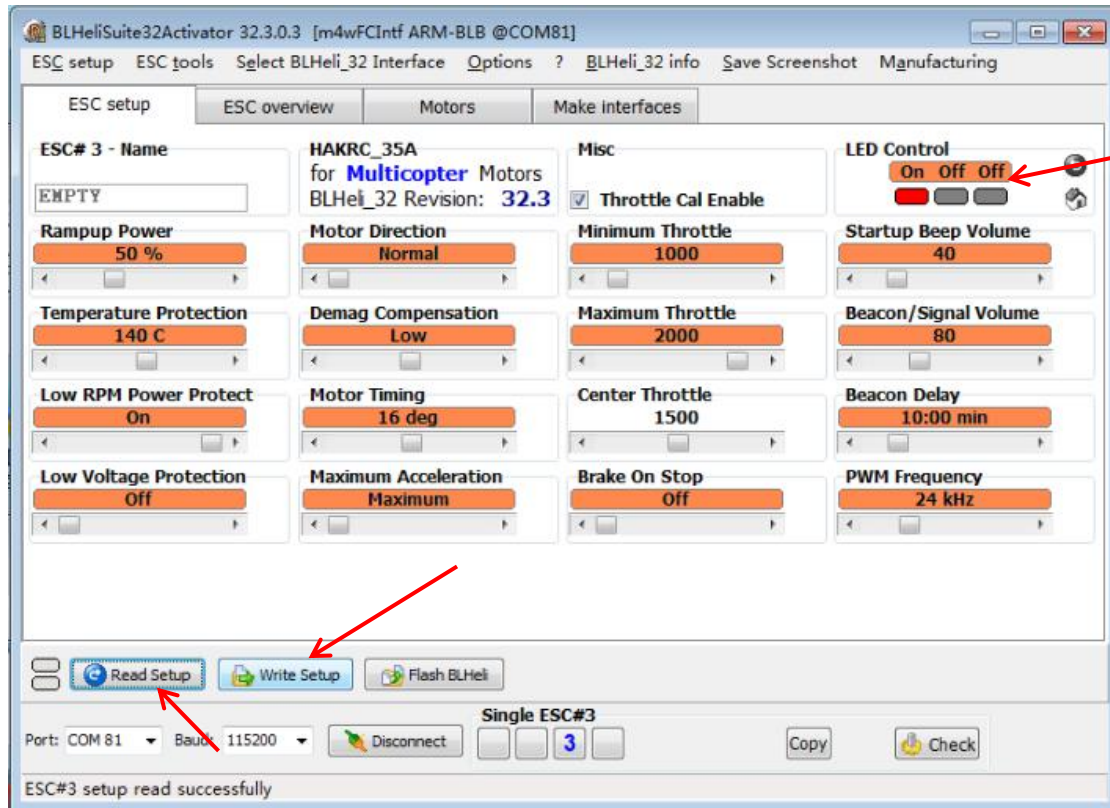 BLHeliSuite32Activator 32.3.0.3 [m4wFCIntf ARM-BLB @COM81]
ESC setup ESC tools Select BLHeli_32 Interface Options ? BLHeli_32 info Save Screenshot Manufacturing
ESC setup ESC overview Motors Make interfaces
ESC# 3 - Name
EMPTY
HAKRC_35A
for Multicopter Motors
BLHeli_32 Revision: 32.3
Misc
Throttle Cal Enable
LED Control
On Off Off
Rampup Power
50 %
Motor Direction
Normal
Minimum Throttle
1000
Startup Beep Volume
40
Temperature Protection
140 C
Demag Compensation
Low
Maximum Throttle
2000
Beacon/Signal Volume
80
Low RPM Power Protect
On
Motor Timing
16 deg
Center Throttle
1500
Beacon Delay
10:00 min
Low Voltage Protection
Off
Maximum Acceleration
Maximum
Brake On Stop
Off
PWM Frequency
24 kHz
Read Setup Write Setup Flash BLHeli
Single ESC#3
Port: COM 81 Baud: 115200 Disconnect 3 Copy Check
ESC#3 setup read successfully